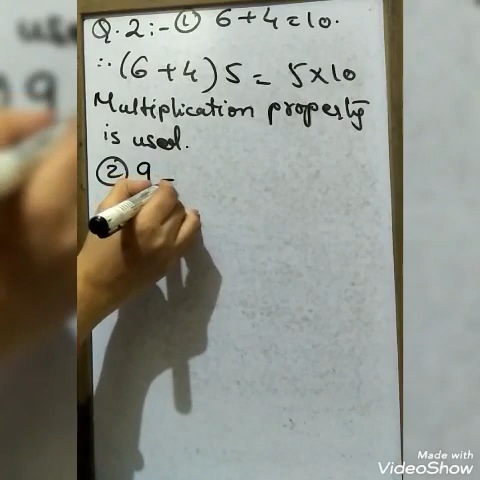 Q.2:- ① 6+4=10.
∴ (6+4)5 = 5×10
Multiplication property
is used.
② 9 -
Made with
VideoShow